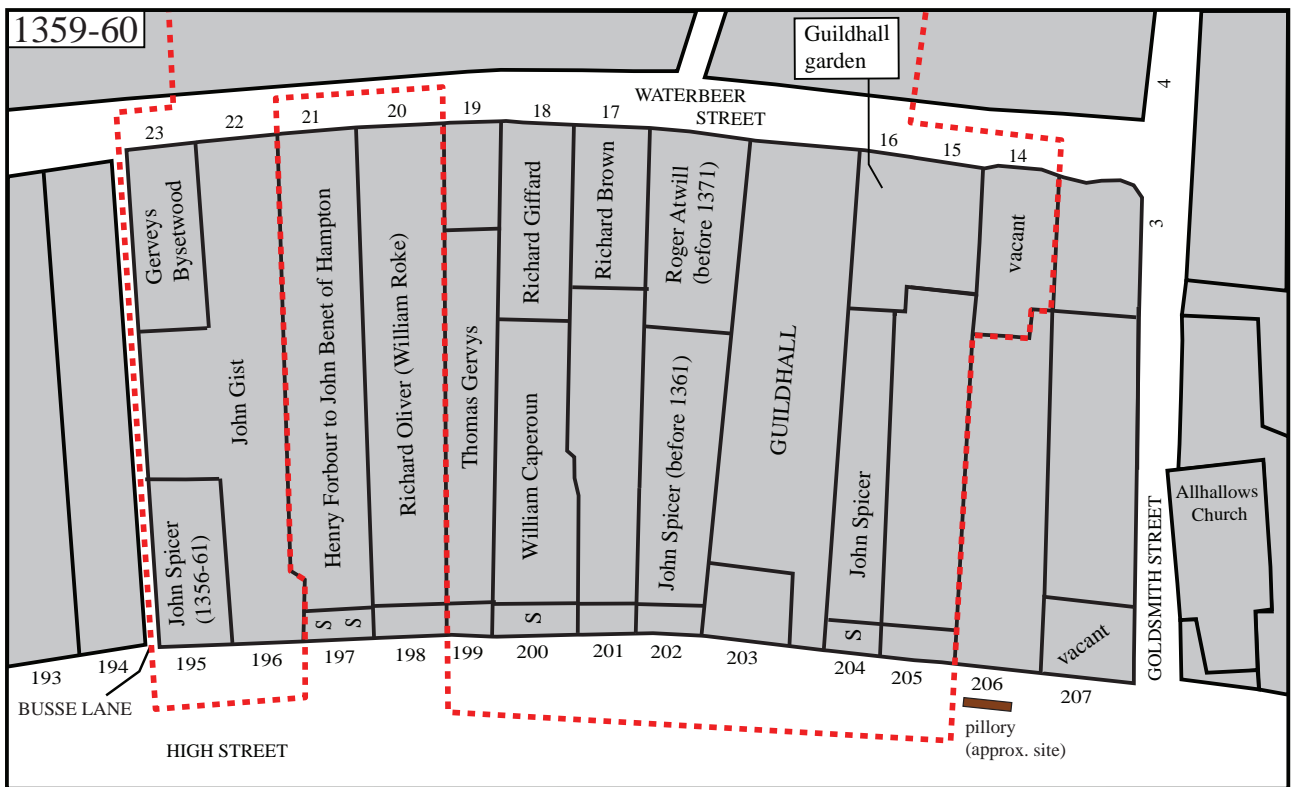 1359-60
Guildhall
garden
WATERBEER
STREET
4
23
22
21
20
19
18
17
16
15
14
3
Gerveys
Bysetwood
John Gist
Henry Forbour to John Benet of Hampton
Richard Oliver (William Roke)
Thomas Gervys
Richard Giffard
William Caperoun
Richard Brown
Roger Atwill
(before 1371)
John Spicer (before 1361)
GUILDHALL
John Spicer
vacant
John Spicer
(1356-61)
S
S
S
S
vacant
GOLDSMITH STREET
Allhallows
Church
193
194
195
196
197
198
199
200
201
202
203
204
205
206
207
BUSSE LANE
HIGH STREET
pillory
(approx. site)